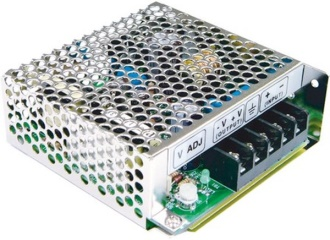 V ADJ
-V +V
(OUTPUT)
+ -
(INPUT)